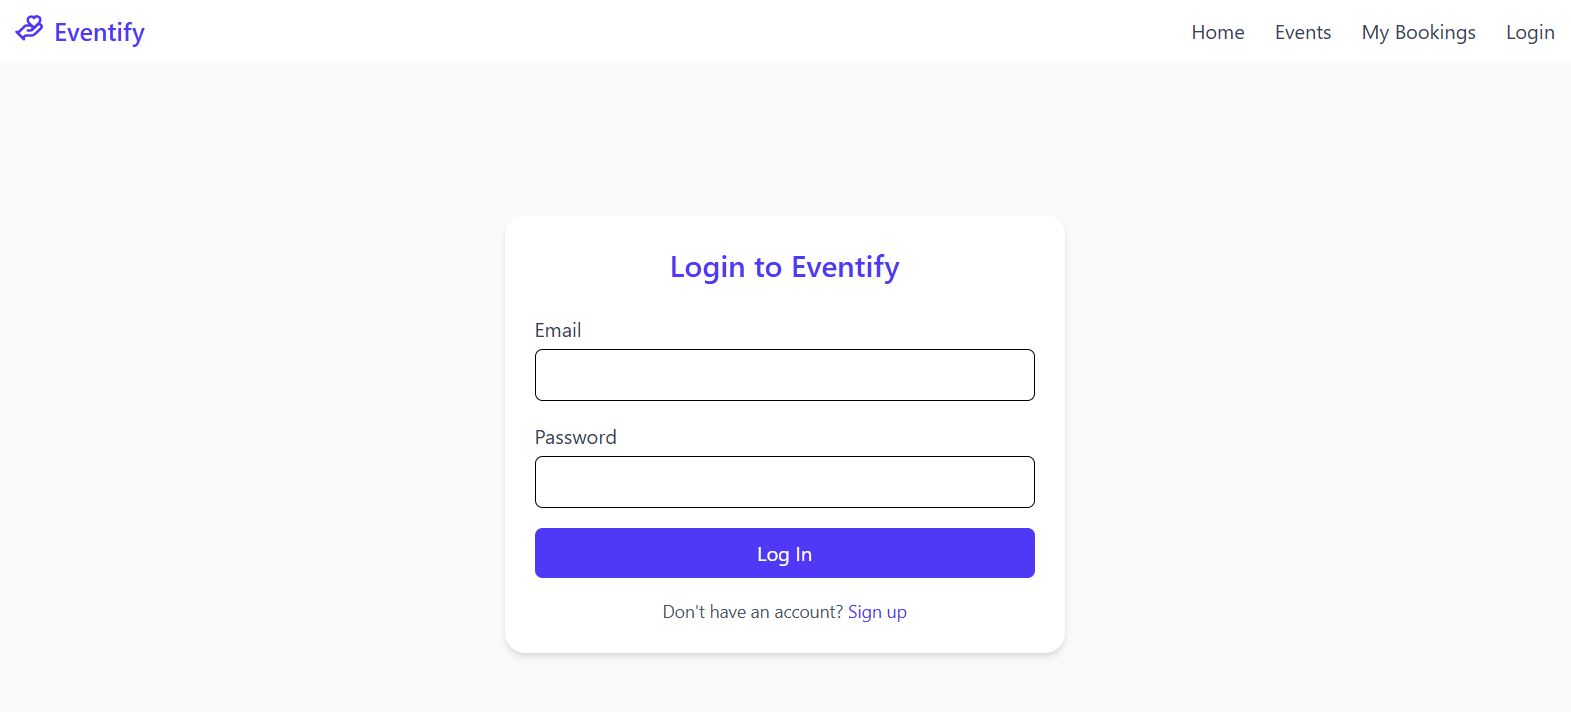 Eventify
Home Events My Bookings Login
Login to Eventify
Email
Password
Log In
Don't have an account? Sign up